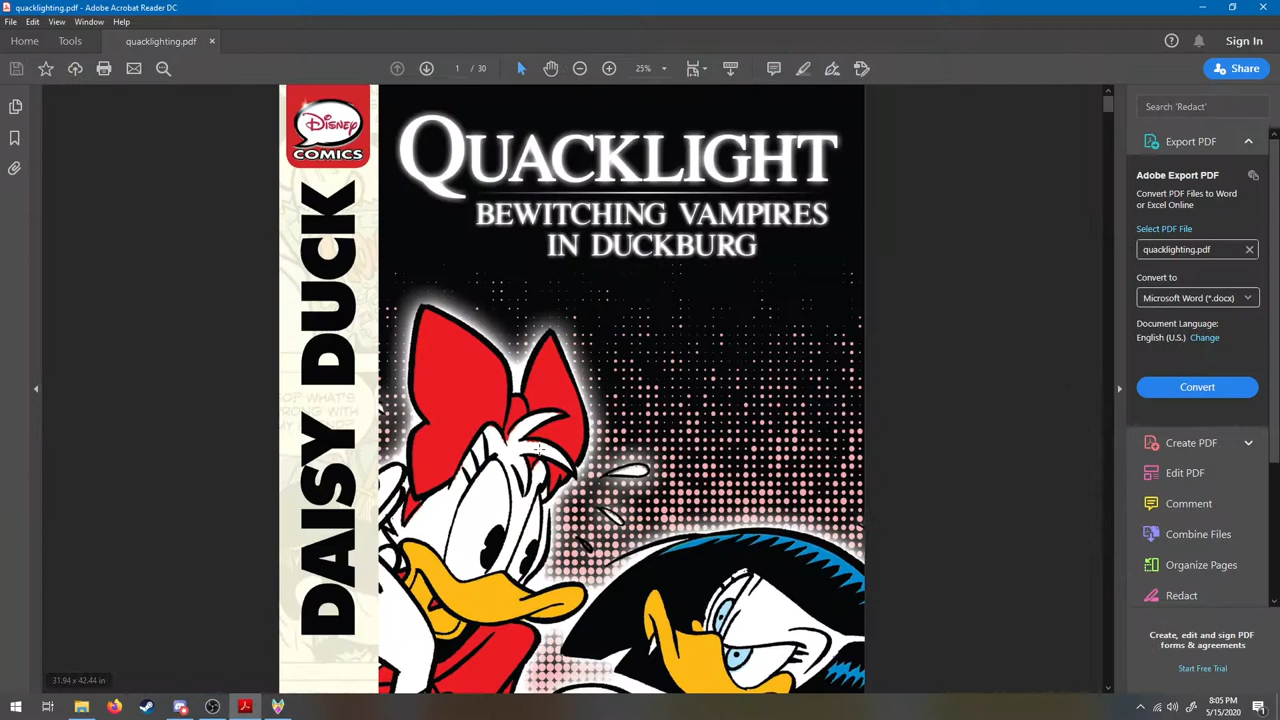 quacklighting.pdf - Adobe Acrobat Reader DC
File Edit View Window Help
Home Tools quacklighting.pdf × Sign In
1 / 30 25% Share
Disney
COMICS
DAISY DUCK
QUACKLIGHT
BEWITCHING VAMPIRES
IN DUCKBURG
31.94 x 42.44 in
Search 'Redact'
Export PDF
Adobe Export PDF
Convert PDF Files to Word
or Excel Online
Select PDF File
quacklighting.pdf
Convert to
Microsoft Word (*.docx)
Document Language:
English (U.S.) Change
Convert
Create PDF
Edit PDF
Comment
Combine Files
Organize Pages
Redact
Create, edit and sign PDF
forms & agreements
Start Free Trial
8:05 PM
5/15/2020